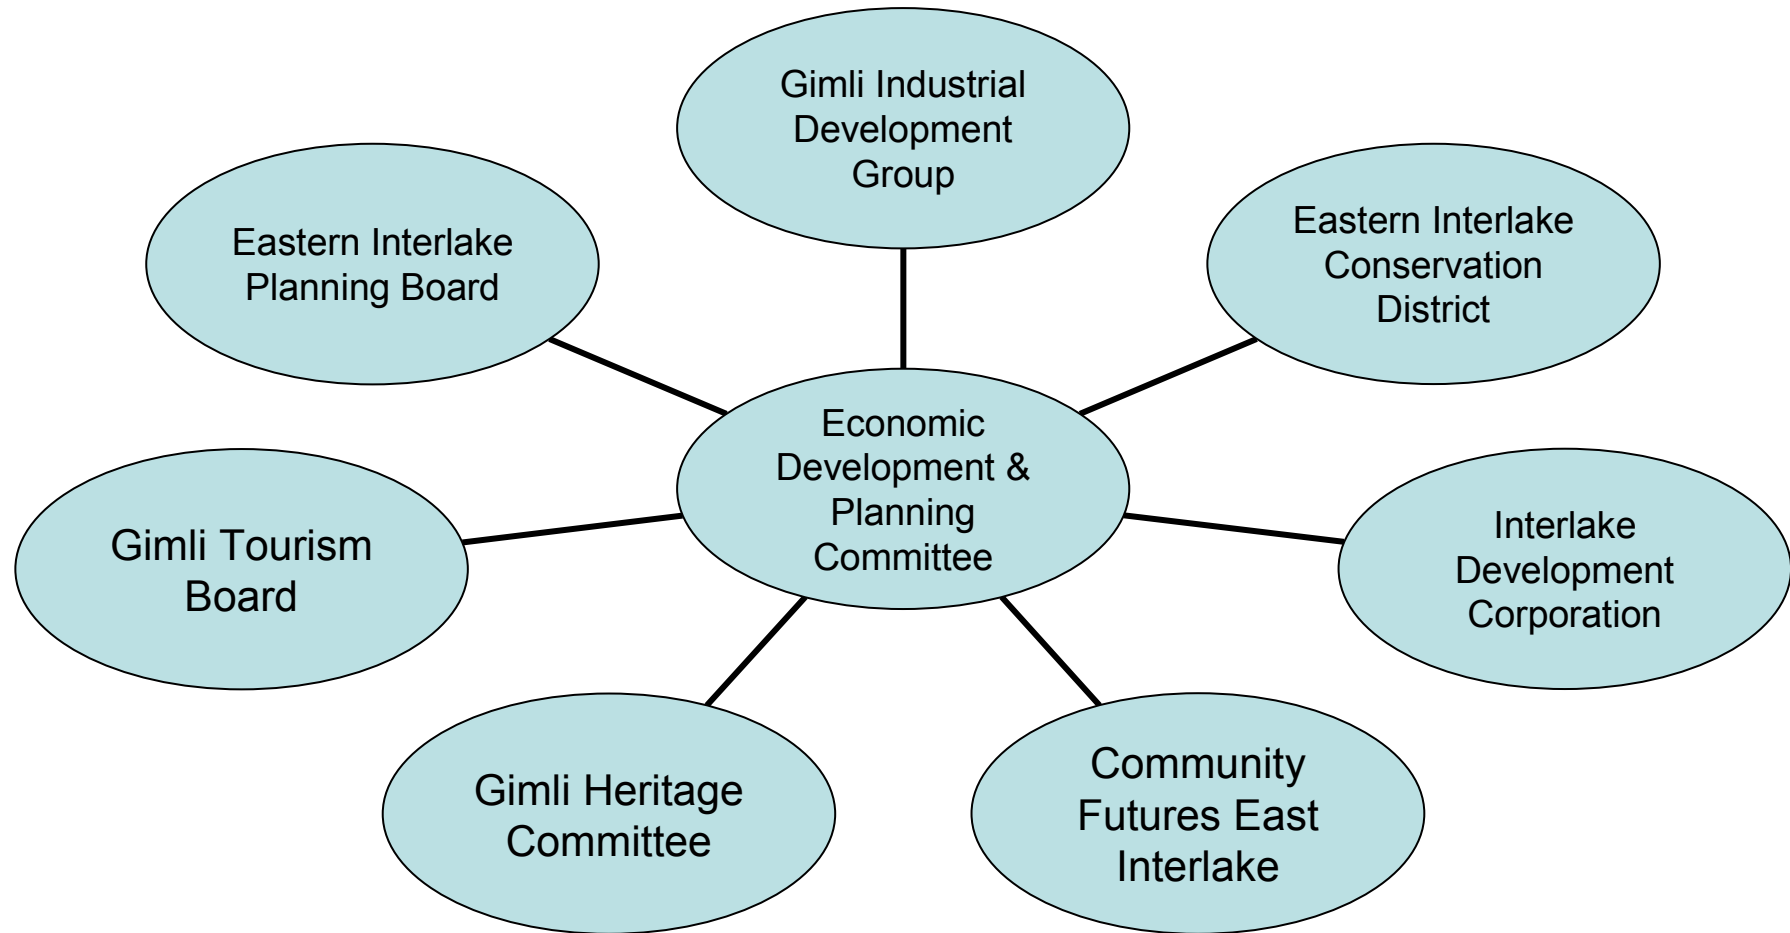 Gimli Industrial
Development
Group
Eastern Interlake
Planning Board
Eastern Interlake
Conservation
District
Economic
Development &
Planning
Committee
Gimli Tourism
Board
Interlake
Development
Corporation
Gimli Heritage
Committee
Community
Futures East
Interlake